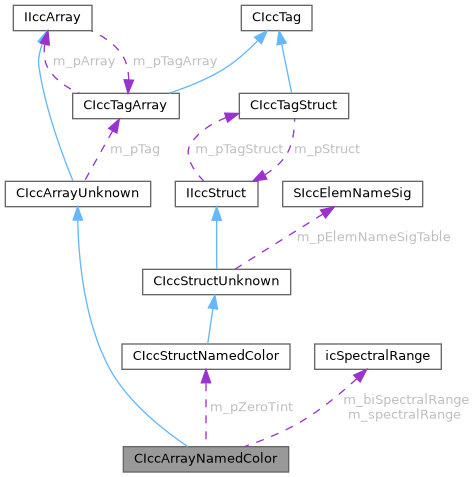 IIccArray
CIccTag
m_pArray
m_pTagArray
CIccTagArray
CIccTagStruct
m_pTag
m_pTagStruct
m_pStruct
CIccArrayUnknown
IIccStruct
SIccElemNameSig
m_pElemNameSigTable
CIccStructUnknown
CIccStructNamedColor
icSpectralRange
m_pZeroTint
m_biSpectralRange
m_spectralRange
CIccArrayNamedColor